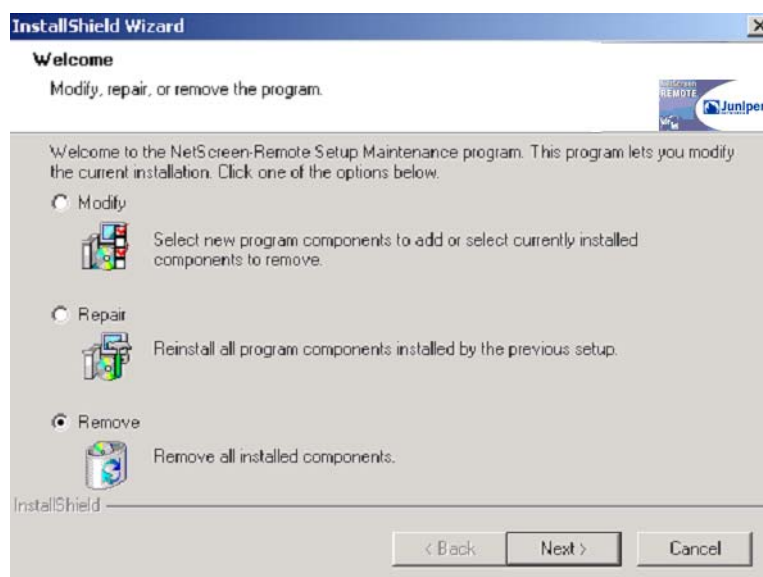 InstallShield Wizard
Welcome
Modify, repair, or remove the program.
NetScreen
REMOTE
Juniper
Welcome to the NetScreen-Remote Setup Maintenance program. This program lets you modify
the current installation. Click one of the options below.
Modify
Select new program components to add or select currently installed
components to remove.
Repair
Reinstall all program components installed by the previous setup.
Remove
Remove all installed components.
InstallShield
< Back
Next >
Cancel